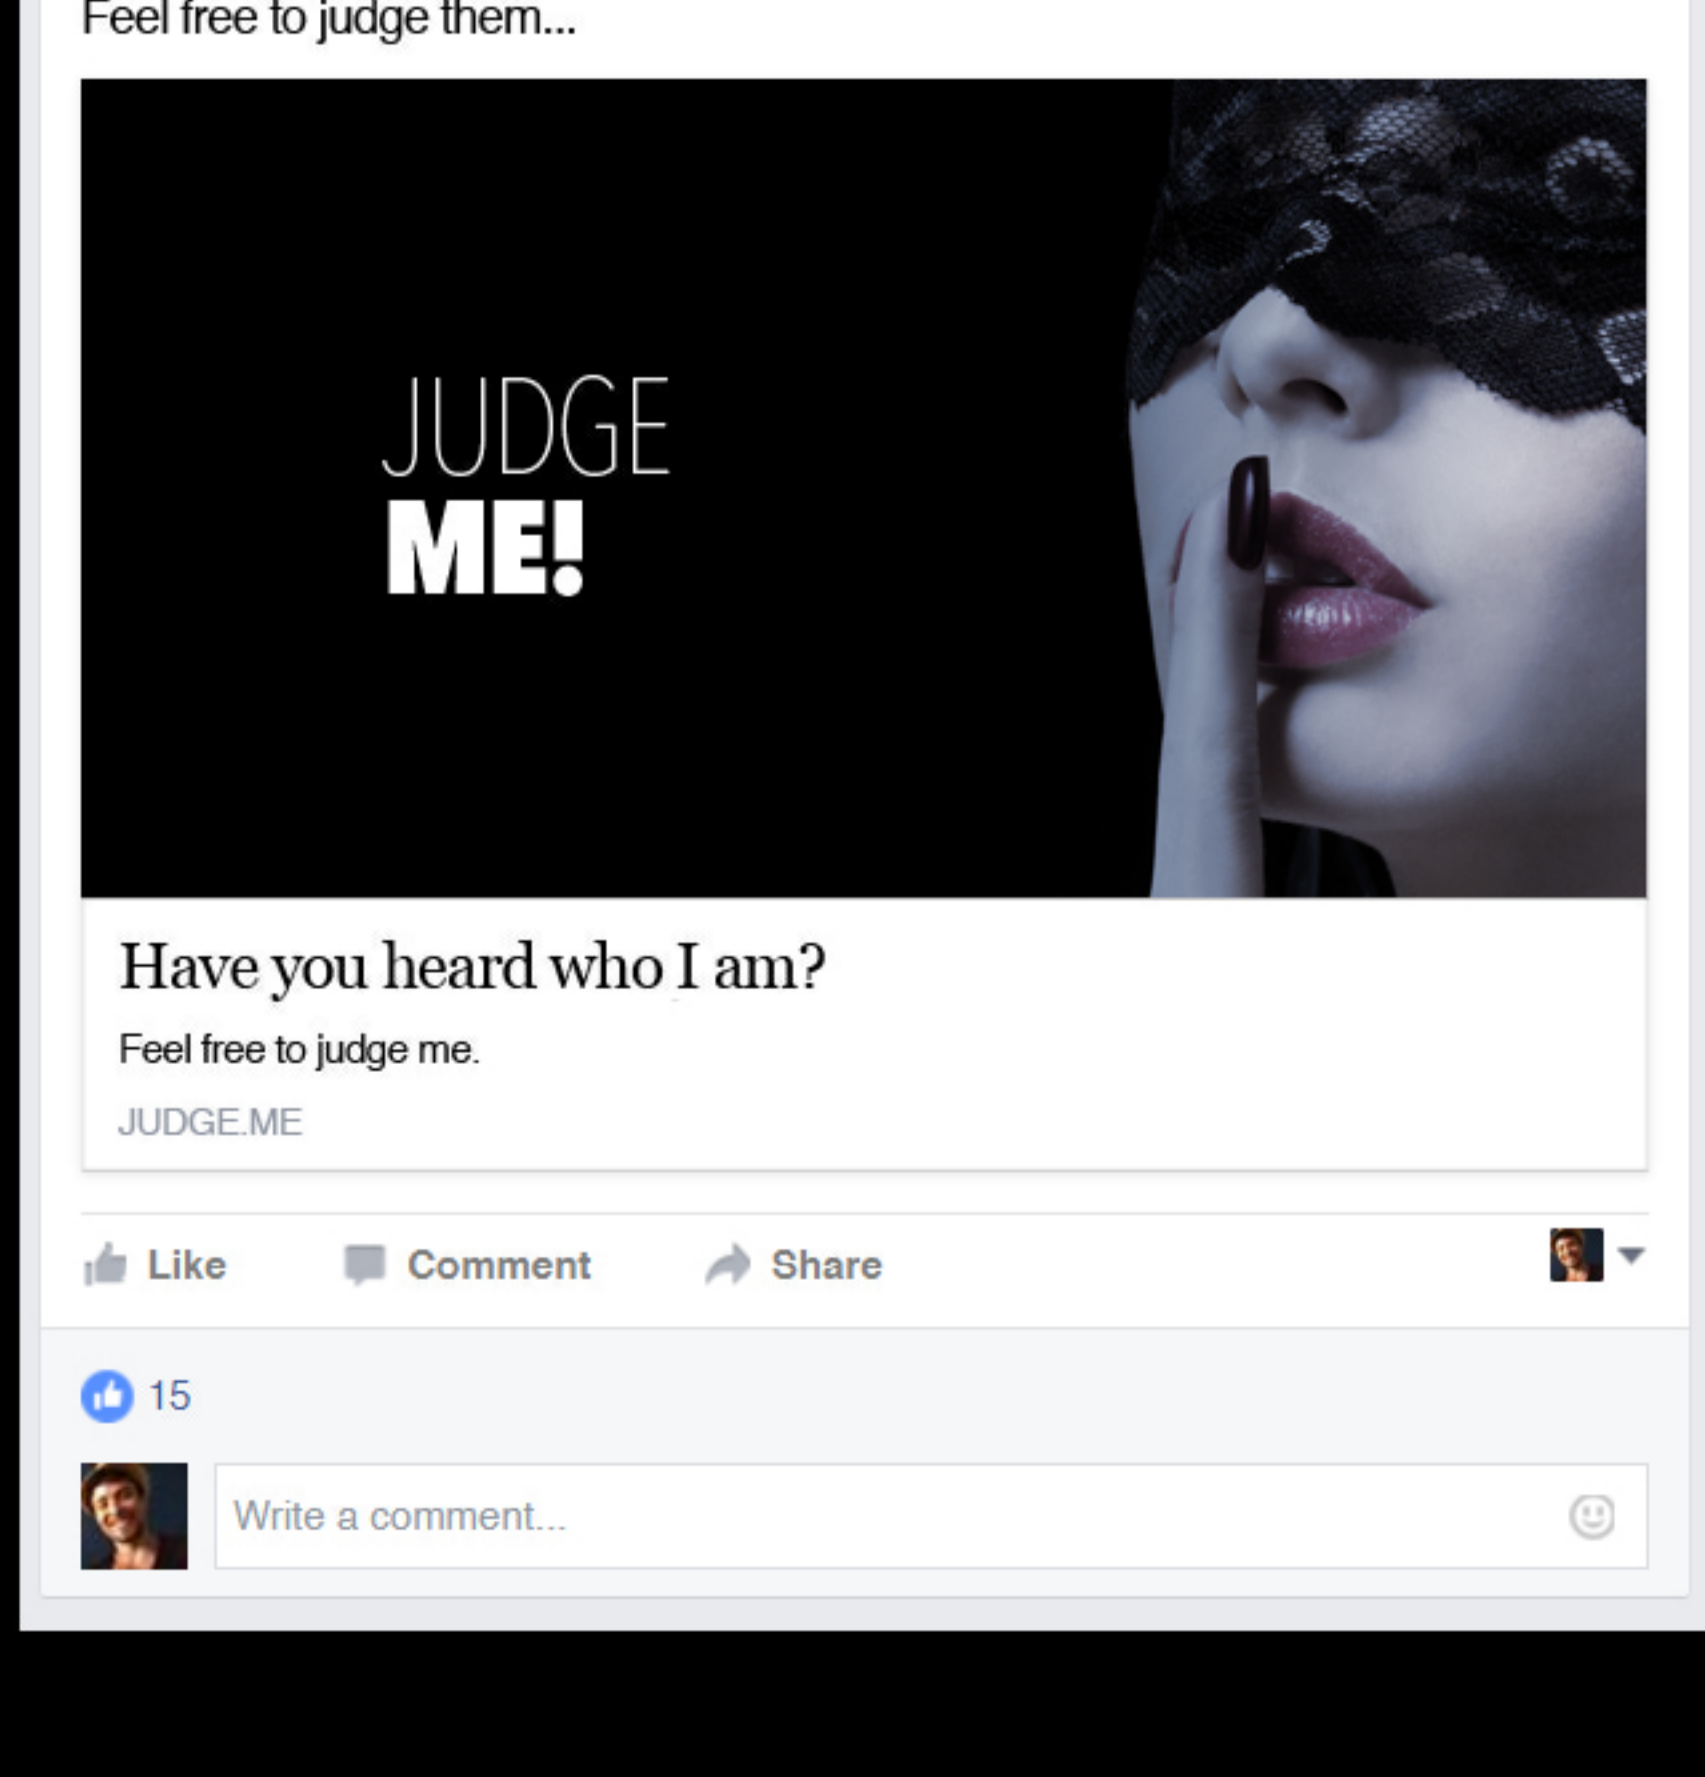 Feel free to judge them...
JUDGE
ME!
Have you heard who I am?
Feel free to judge me.
JUDGE.ME
Like Comment Share
15
Write a comment...